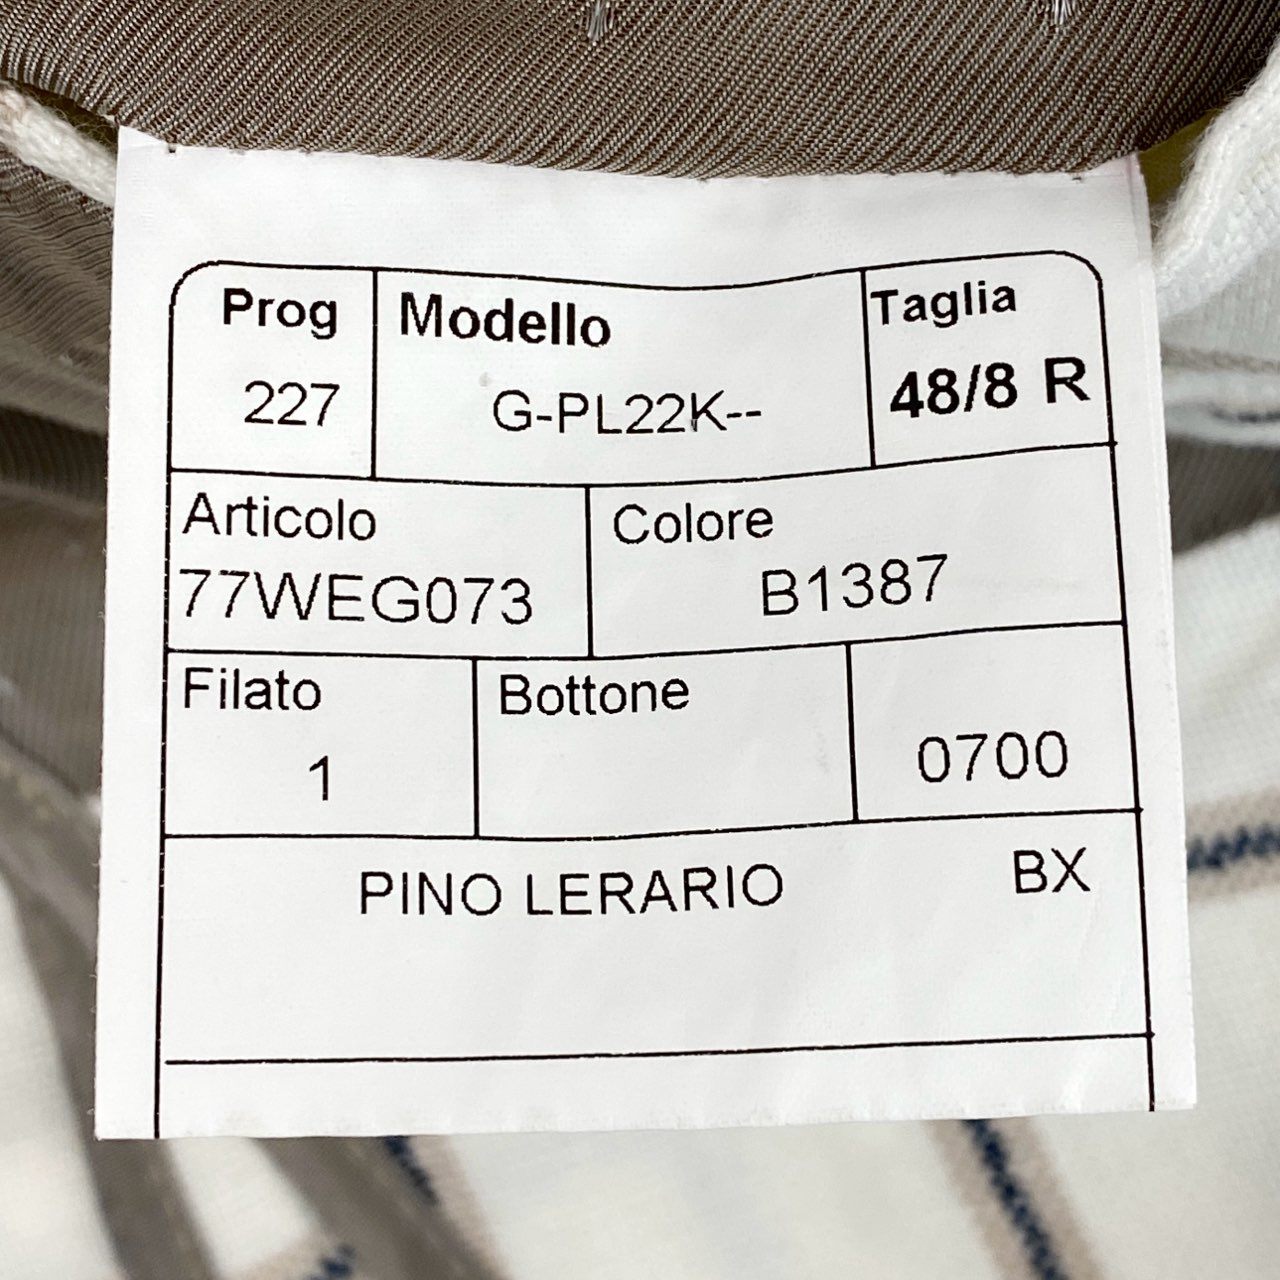 Prog Modello Taglia
227 G-PL22K-- 48/8 R
Articolo Colore
77WEG073 B1387
Filato Bottone
1 0700
PINO LERARIO BX